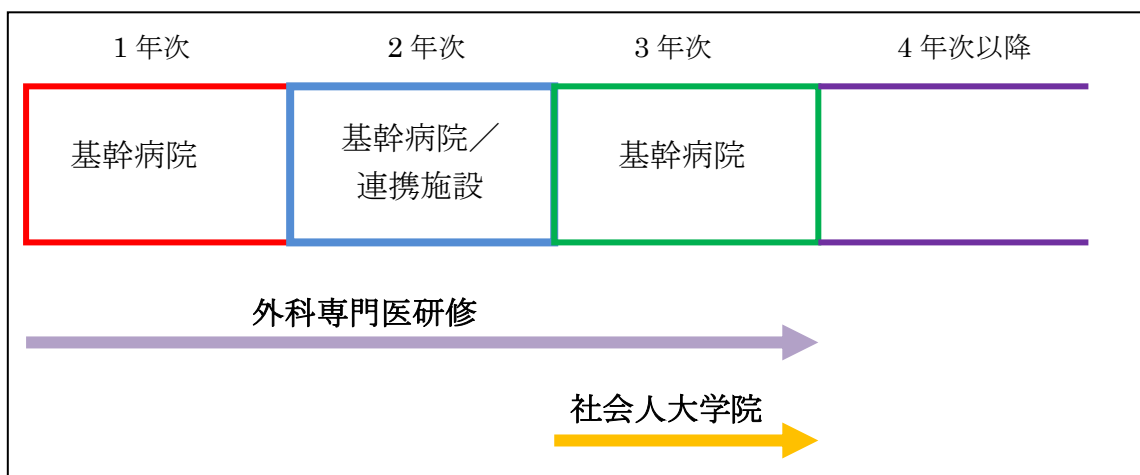 1 年次
2 年次
3 年次
4 年次以降
基幹病院
基幹病院／
連携施設
基幹病院
外科専門医研修
社会人大学院